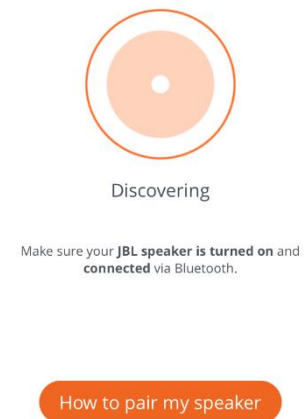 Discovering
Make sure your JBL speaker is turned on and
connected via Bluetooth.
How to pair my speaker